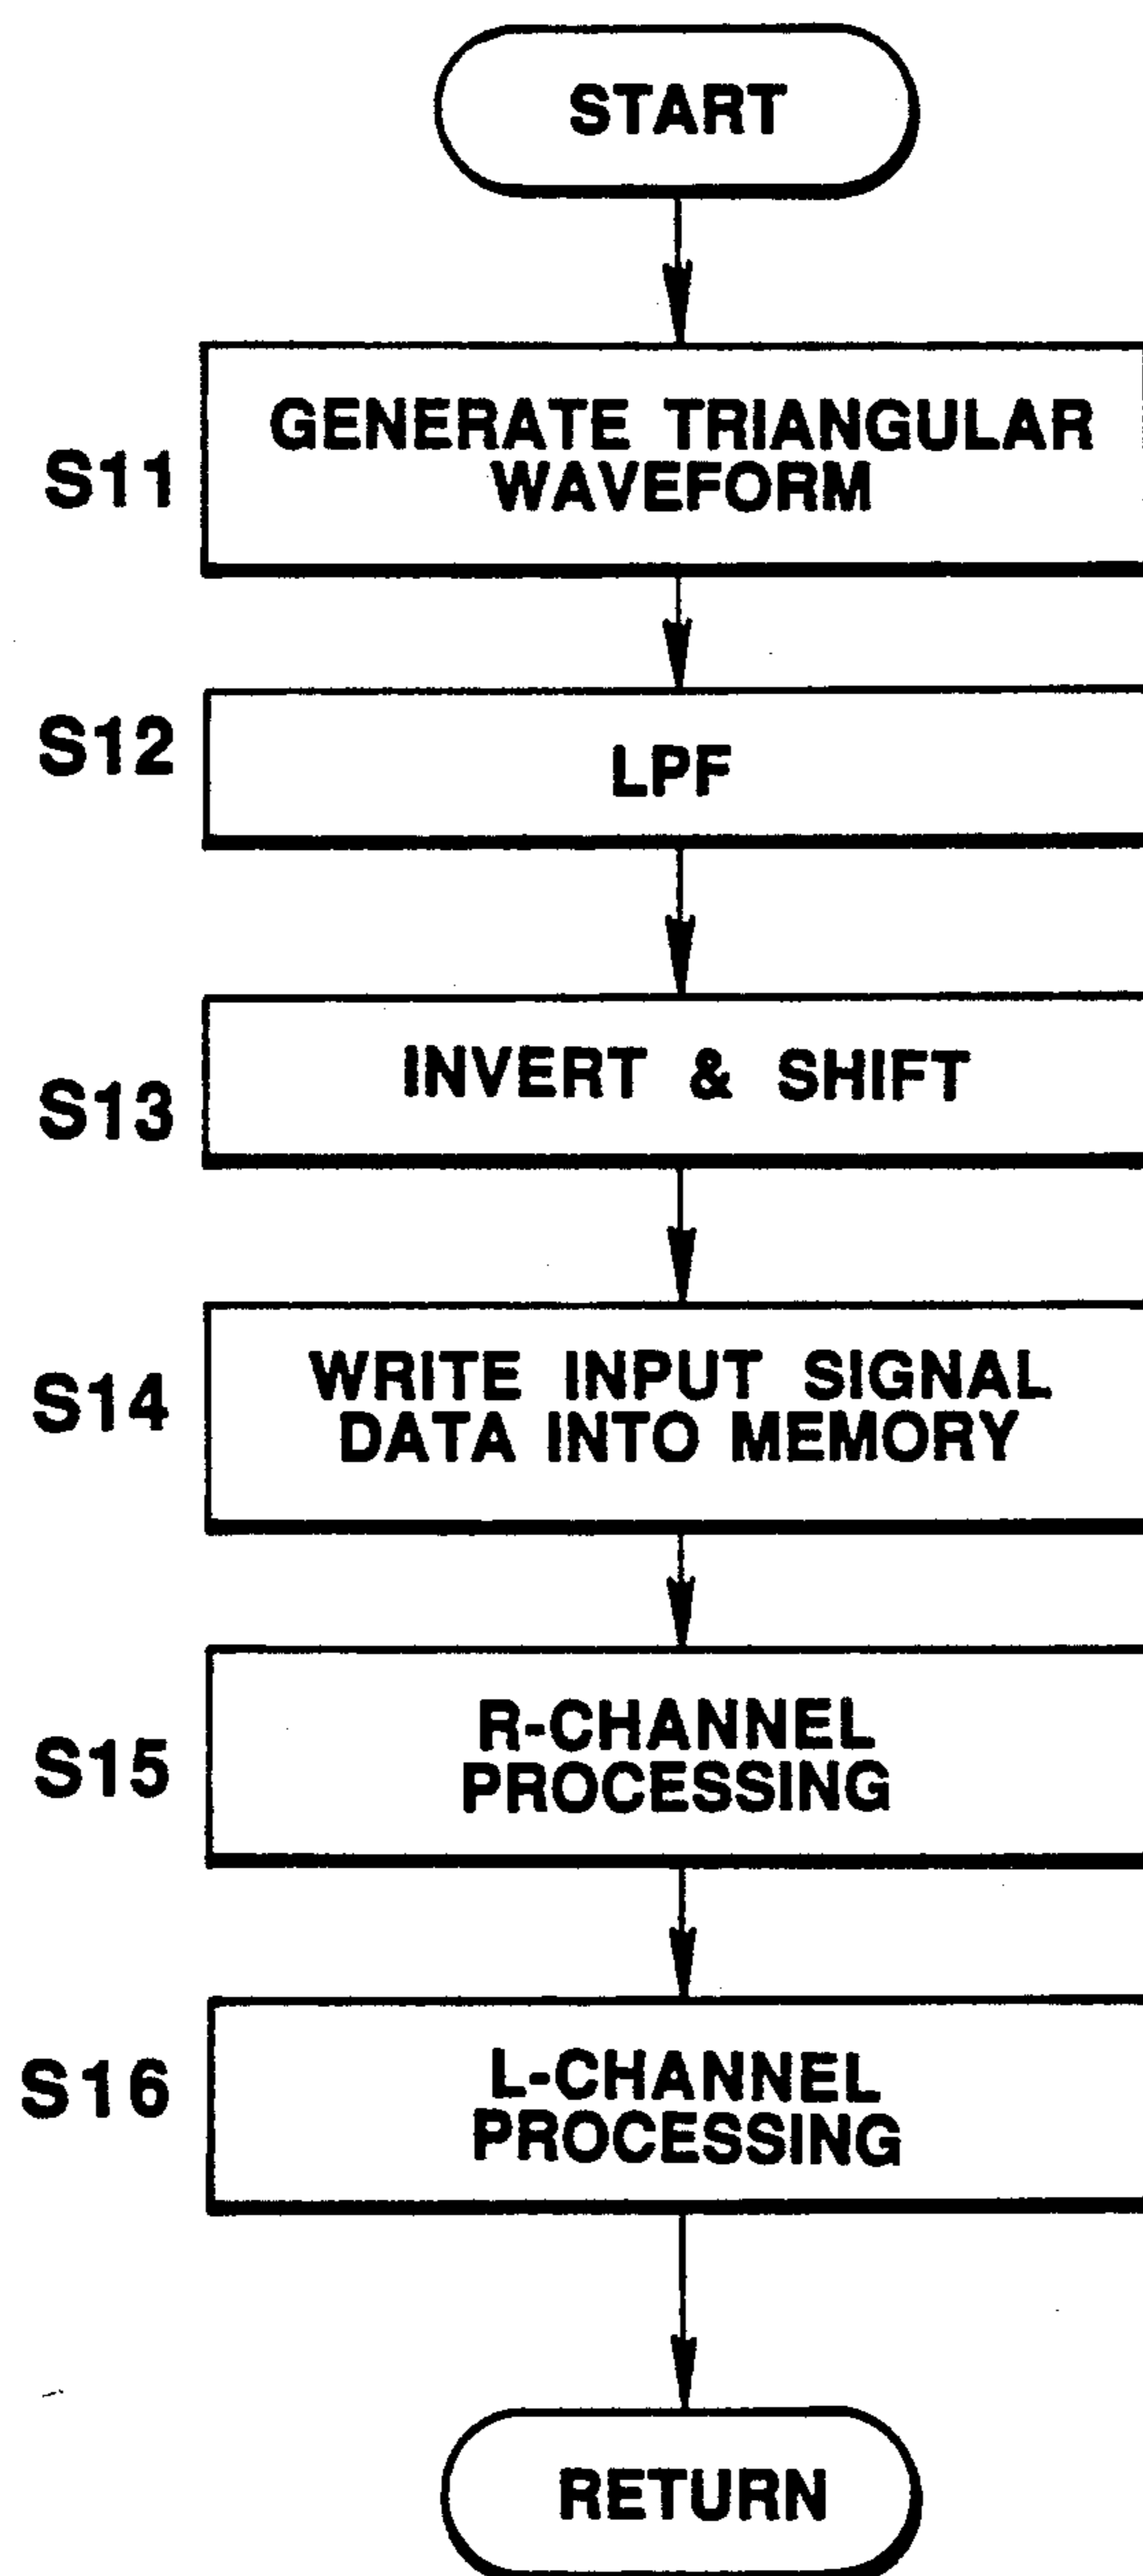 START
GENERATE TRIANGULAR
WAVEFORM
S11
S12
LPF
INVERT & SHIFT
S13
WRITE INPUT SIGNAL
DATA INTO MEMORY
S14
R-CHANNEL
PROCESSING
S15
L-CHANNEL
PROCESSING
S16
RETURN